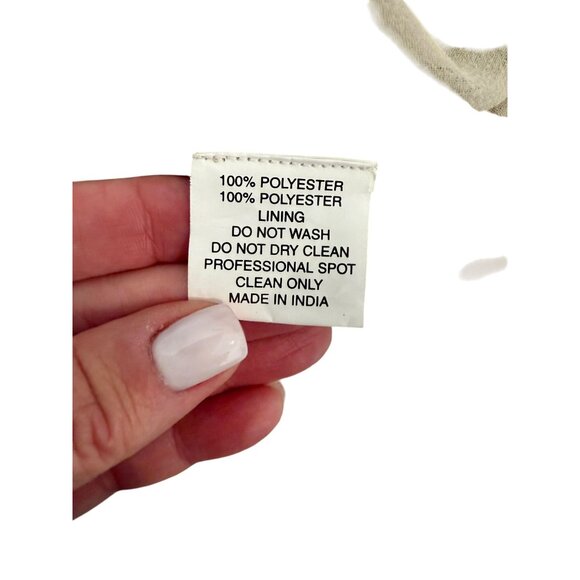 100% POLYESTER
100% POLYESTER
LINING
DO NOT WASH
DO NOT DRY CLEAN
PROFESSIONAL SPOT
CLEAN ONLY
MADE IN INDIA